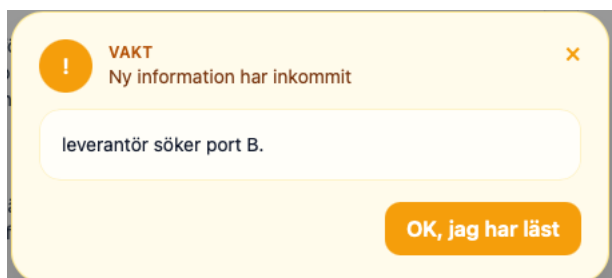 !
VAKT
Ny information har inkommit
×
leverantör söker port B.
OK, jag har läst